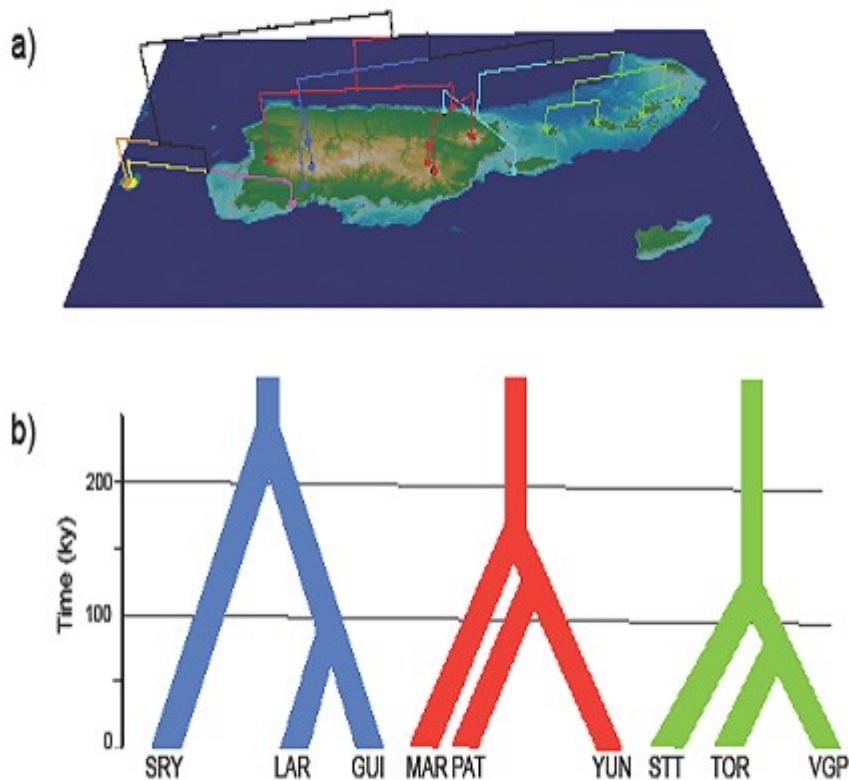 a)
b)
Time (ky)
200
100
0
SRY LAR GUI MAR PAT YUN STT TOR VGP